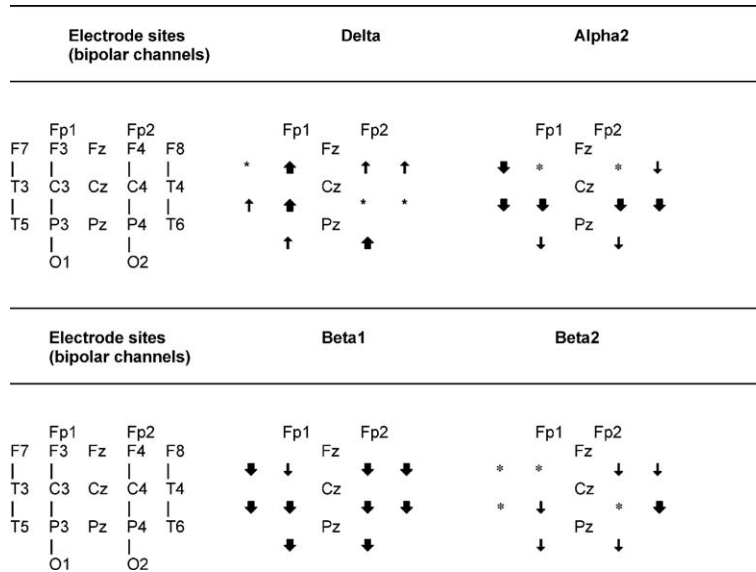 Electrode sites Delta Alpha2
(bipolar channels)
Fp1 Fp2 Fp1 Fp2 Fp1 Fp2
F7 F3 Fz F4 F8 Fz Fz
| | | | * ↑ ↑ ↑ ↓ * * ↓
T3 C3 Cz C4 T4 Cz Cz
| | | | ↑ ↑ * * ↓ ↓ ↓ ↓
T5 P3 Pz P4 T6 Pz Pz
| | ↑ ↑ ↓ ↓
O1 O2
Electrode sites Beta1 Beta2
(bipolar channels)
Fp1 Fp2 Fp1 Fp2 Fp1 Fp2
F7 F3 Fz F4 F8 Fz Fz
| | | | ↓ ↓ ↓ ↓ * * ↓ ↓
T3 C3 Cz C4 T4 Cz Cz
| | | | ↓ ↓ ↓ ↓ * ↓ * ↓
T5 P3 Pz P4 T6 Pz Pz
| | ↓ ↓ ↓ ↓
O1 O2